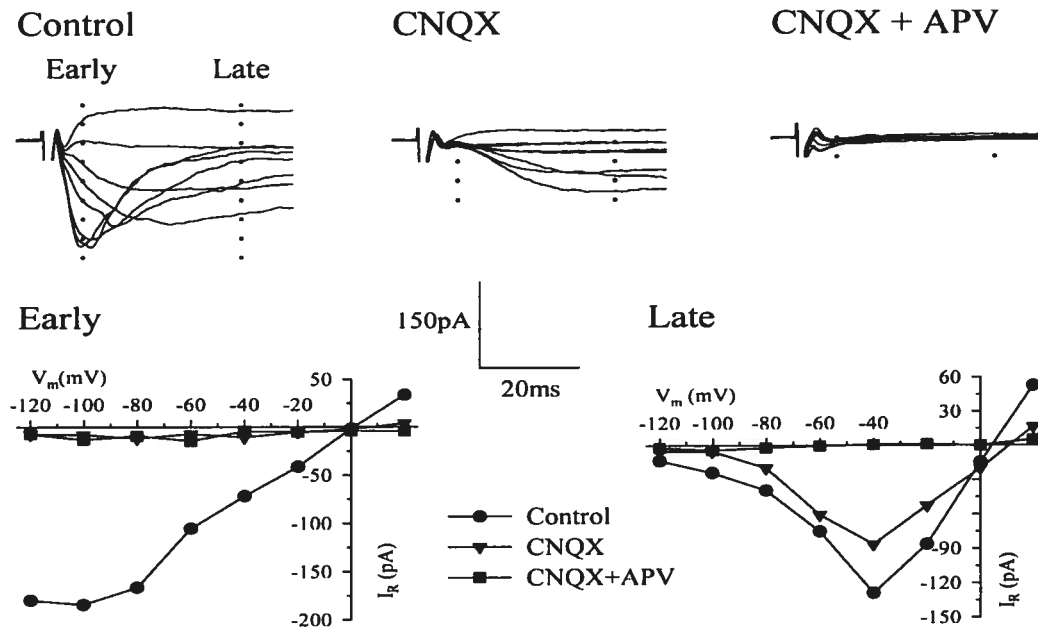 Control
CNQX
CNQX + APV
Early
Late
Early
150pA
20ms
Late
V_m(mV)
-120 -100 80 -60 -40 -20
50
-50
-100
-150
-200
I_R (pA)
Control
CNQX
CNQX+APV
V_m (mV)
-120 -100 -80 -60 -40
60
30
-90
-120
-150
I_R (pA)